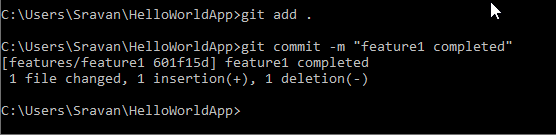 C:\Users\Sravan\HelloWorldApp>git add .
C:\Users\Sravan\HelloWorldApp>git commit -m "feature1 completed"
[features/feature1 601f15d] feature1 completed
 1 file changed, 1 insertion(+), 1 deletion(-)
C:\Users\Sravan\HelloWorldApp>